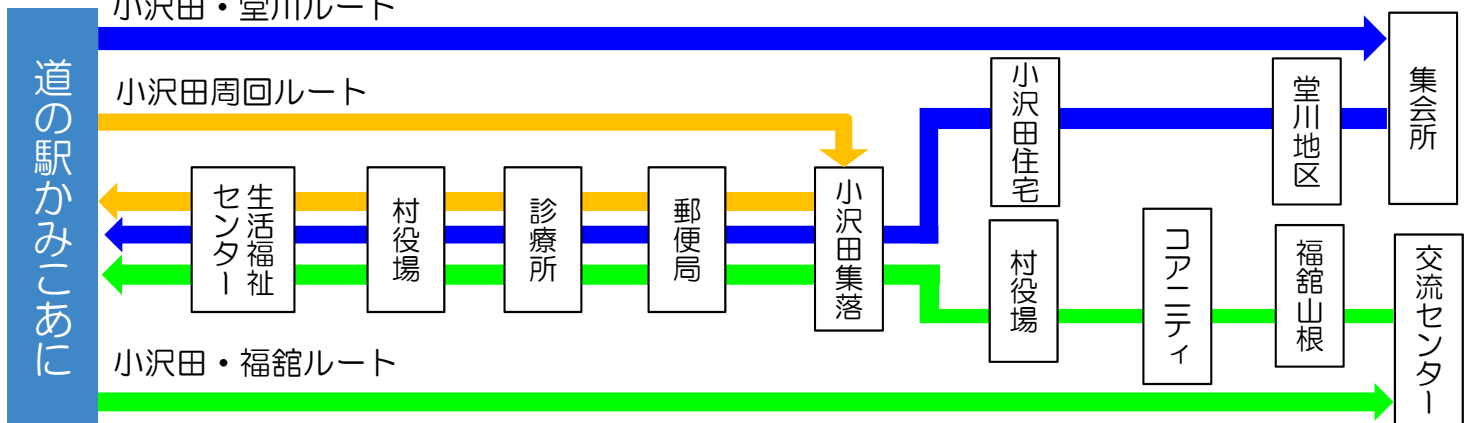 小沢田・堂川ルート
道の駅かみこあに
小沢田周回ルート
集会所
小沢田住宅
堂川地区
生活福祉
センター
村役場
診療所
郵便局
小沢田集落
村役場
コアニティ
福舘山根
交流センター
小沢田・福舘ルート